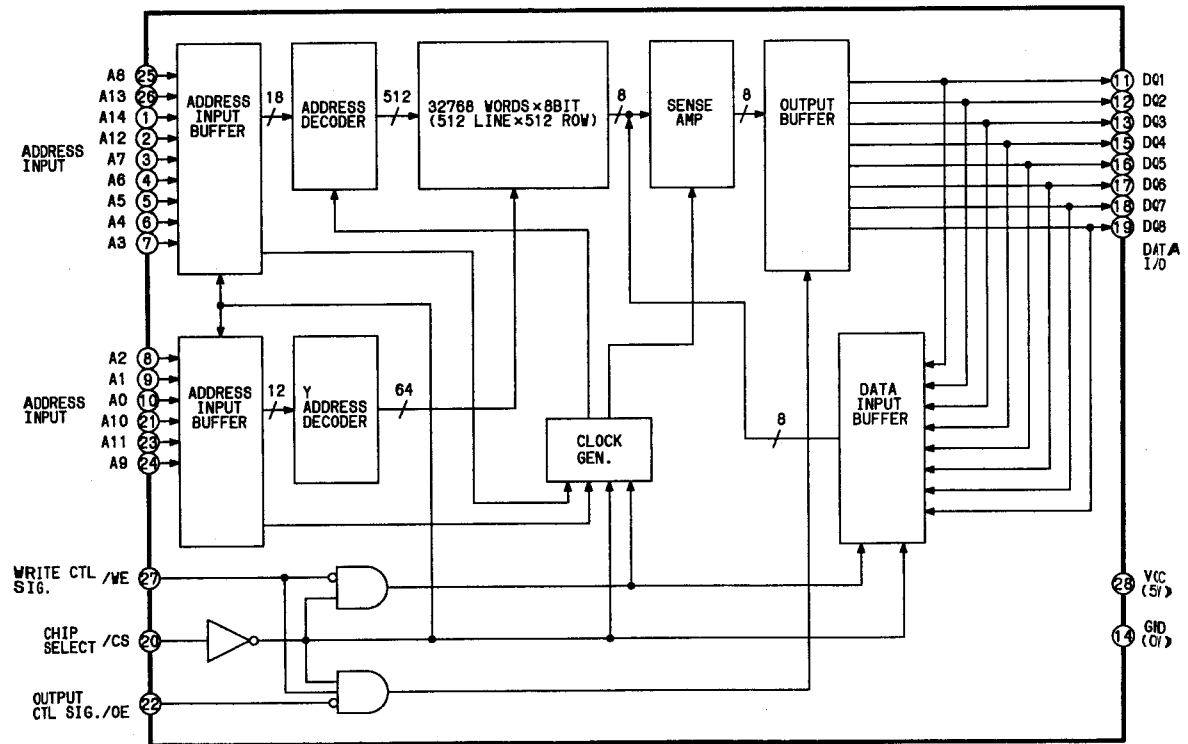 A8 25
A13 26
A14 1
A12 2
A7 3
A6 4
A5 5
A4 6
A3 7
ADDRESS
INPUT
ADDRESS
INPUT
BUFFER
18
ADDRESS
DECODER
512
32768 WORDS×8BIT
(512 LINE×512 ROW)
8
SENSE
AMP
8
OUTPUT
BUFFER
11 DQ1
12 DQ2
13 DQ3
15 DQ4
16 DQ5
17 DQ6
18 DQ7
19 DQ8
DATA
I/O
A2 8
A1 9
A0 10
A10 21
A11 23
A9 24
ADDRESS
INPUT
ADDRESS
INPUT
BUFFER
12
Y
ADDRESS
DECODER
64
CLOCK
GEN.
8
DATA
INPUT
BUFFER
WRITE CTL /WE 27
SIG.
CHIP
SELECT /CS 20
OUTPUT
CTL SIG./OE 22
28 VCC
(5V)
14 GND
(0V)